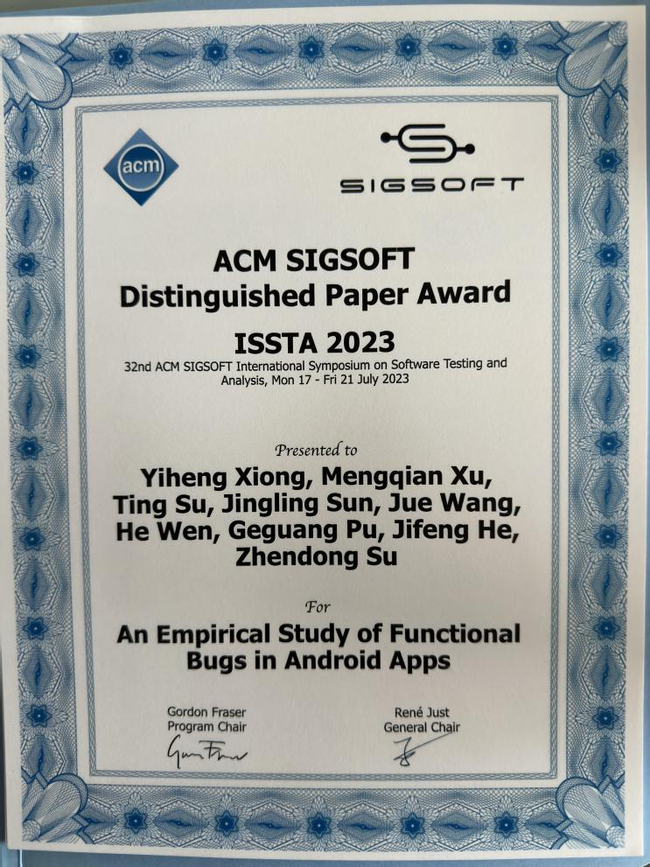 acm
SIGSOFT
ACM SIGSOFT
Distinguished Paper Award
ISSTA 2023
32nd ACM SIGSOFT International Symposium on Software Testing and
Analysis, Mon 17 - Fri 21 July 2023
Presented to
Yiheng Xiong, Mengqian Xu,
Ting Su, Jingling Sun, Jue Wang,
He Wen, Geguang Pu, Jifeng He,
Zhendong Su
For
An Empirical Study of Functional
Bugs in Android Apps
Gordon Fraser
Program Chair
René Just
General Chair